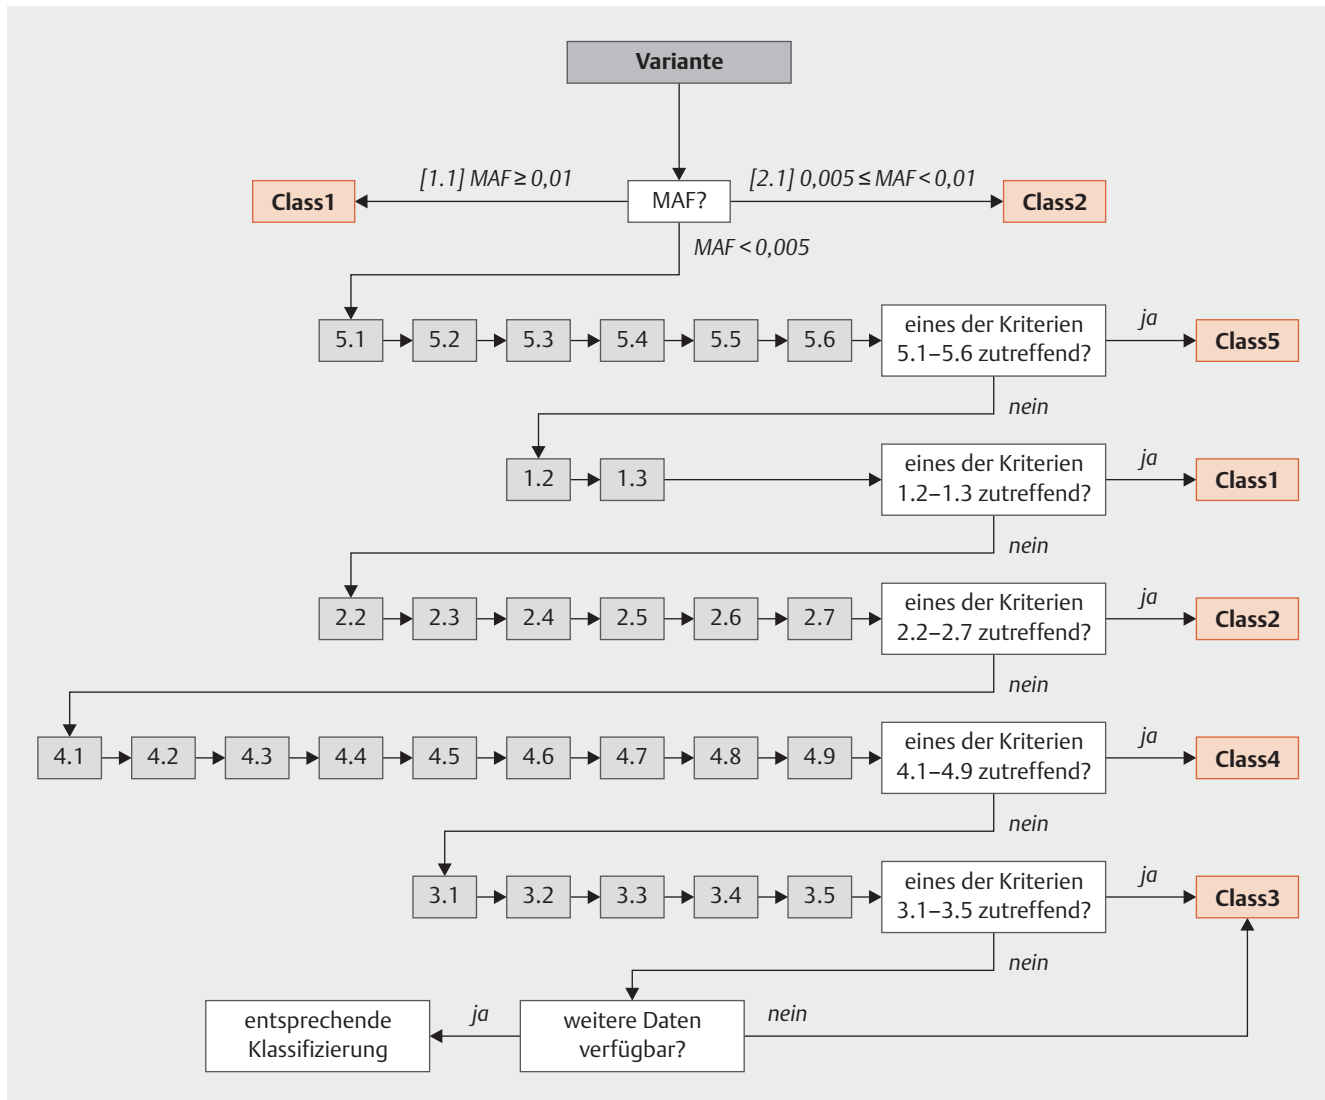 Variante
[1.1] MAF ≥ 0,01
[2.1] 0,005 ≤ MAF < 0,01
Class1
MAF?
Class2
MAF < 0,005
5.1
5.2
5.3
5.4
5.5
5.6
eines der Kriterien
5.1–5.6 zutreffend?
ja
Class5
nein
1.2
1.3
eines der Kriterien
1.2–1.3 zutreffend?
ja
Class1
nein
2.2
2.3
2.4
2.5
2.6
2.7
eines der Kriterien
2.2–2.7 zutreffend?
ja
Class2
nein
4.1
4.2
4.3
4.4
4.5
4.6
4.7
4.8
4.9
eines der Kriterien
4.1–4.9 zutreffend?
ja
Class4
nein
3.1
3.2
3.3
3.4
3.5
eines der Kriterien
3.1–3.5 zutreffend?
ja
Class3
nein
entsprechende
Klassifizierung
ja
weitere Daten
verfügbar?
nein